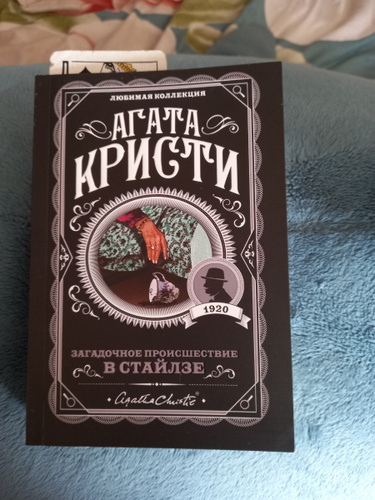 ЛЮБИМАЯ КОЛЛЕКЦИЯ
АГАТА
КРИСТИ
1920
ЗАГАДОЧНОЕ ПРОИСШЕСТВИЕ
В СТАЙЛЗЕ
Agatha Christie